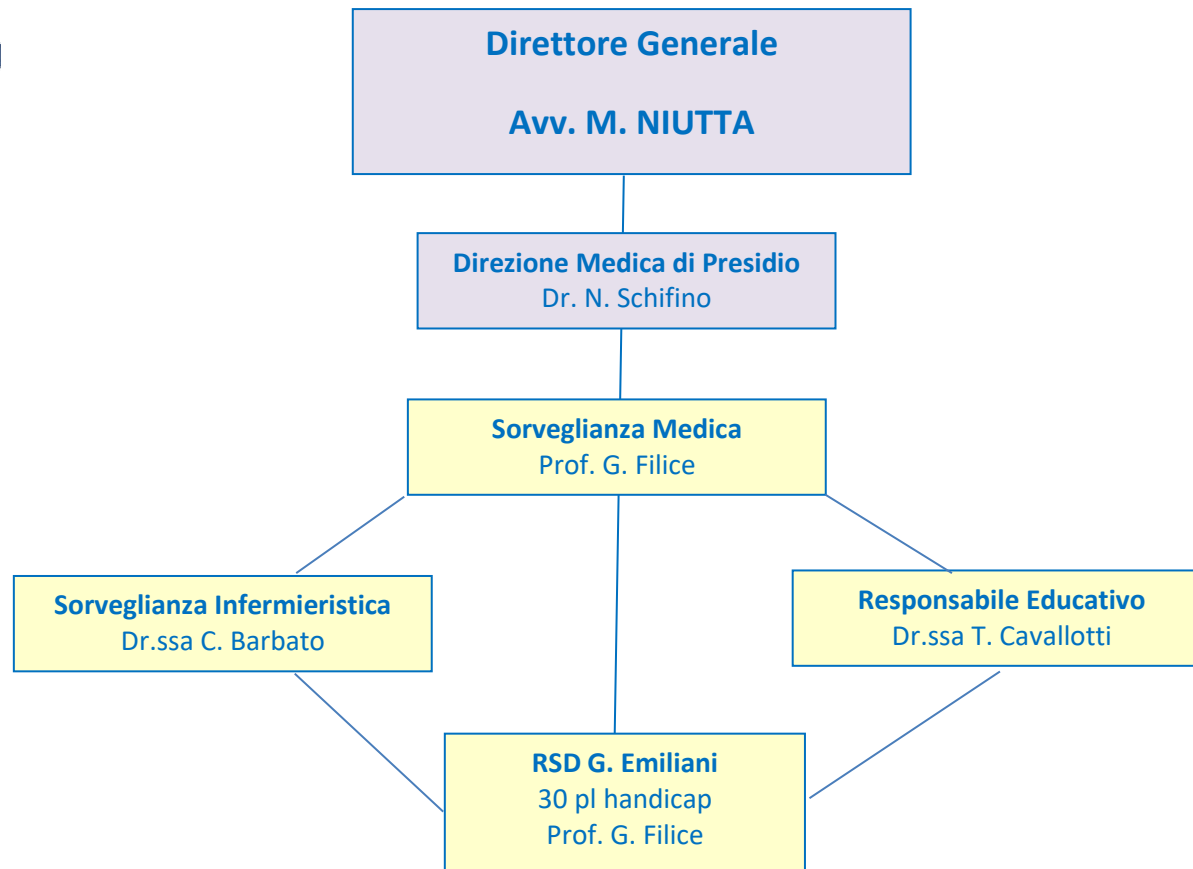 Direttore Generale
Avv. M. NIUTTA
Direzione Medica di Presidio
Dr. N. Schifino
Sorveglianza Medica
Prof. G. Filice
Sorveglianza Infermieristica
Dr.ssa C. Barbato
Responsabile Educativo
Dr.ssa T. Cavallotti
RSD G. Emiliani
30 pl handicap
Prof. G. Filice